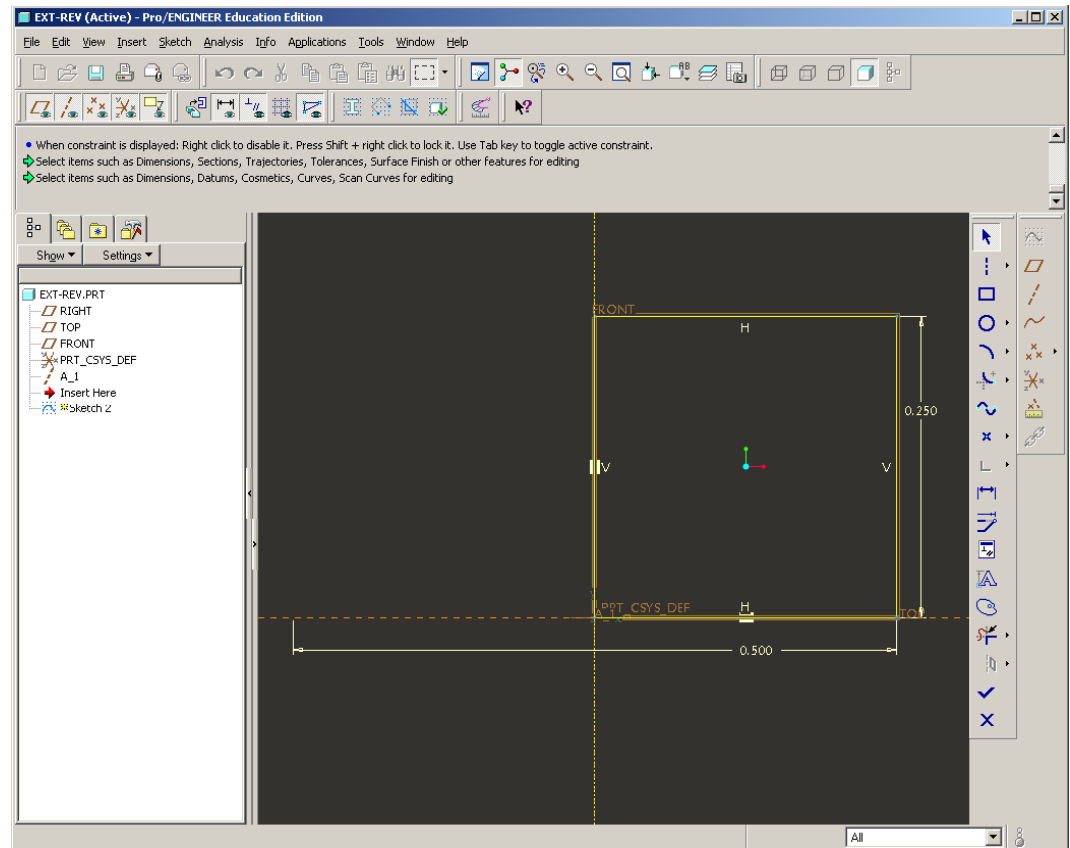 EXT-REV (Active) - Pro/ENGINEER Education Edition
File Edit View Insert Sketch Analysis Info Applications Tools Window Help
When constraint is displayed: Right click to disable it. Press Shift + right click to lock it. Use Tab key to toggle active constraint.
Select items such as Dimensions, Sections, Trajectories, Tolerances, Surface Finish or other features for editing
Select items such as Dimensions, Datums, Cosmetics, Curves, Scan Curves for editing
Show Settings
EXT-REV.PRT
RIGHT
TOP
FRONT
PRT_CSYS_DEF
A_1
Insert Here
Sketch 2
FRONT
H
0.250
V V
PRT_CSYS_DEF H TOP
A_1
0.500
All